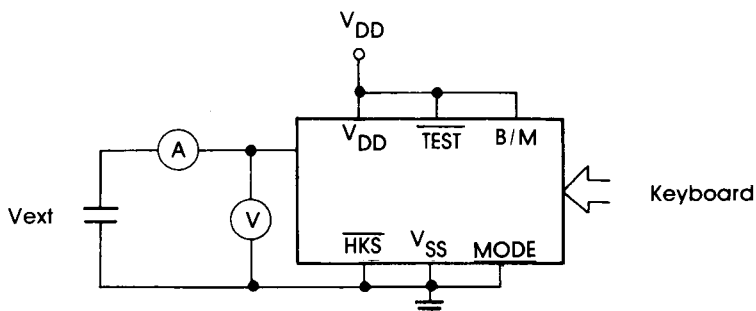 VDD
VDD TEST B/M
A
Vext
V
Keyboard
HKS VSS MODE